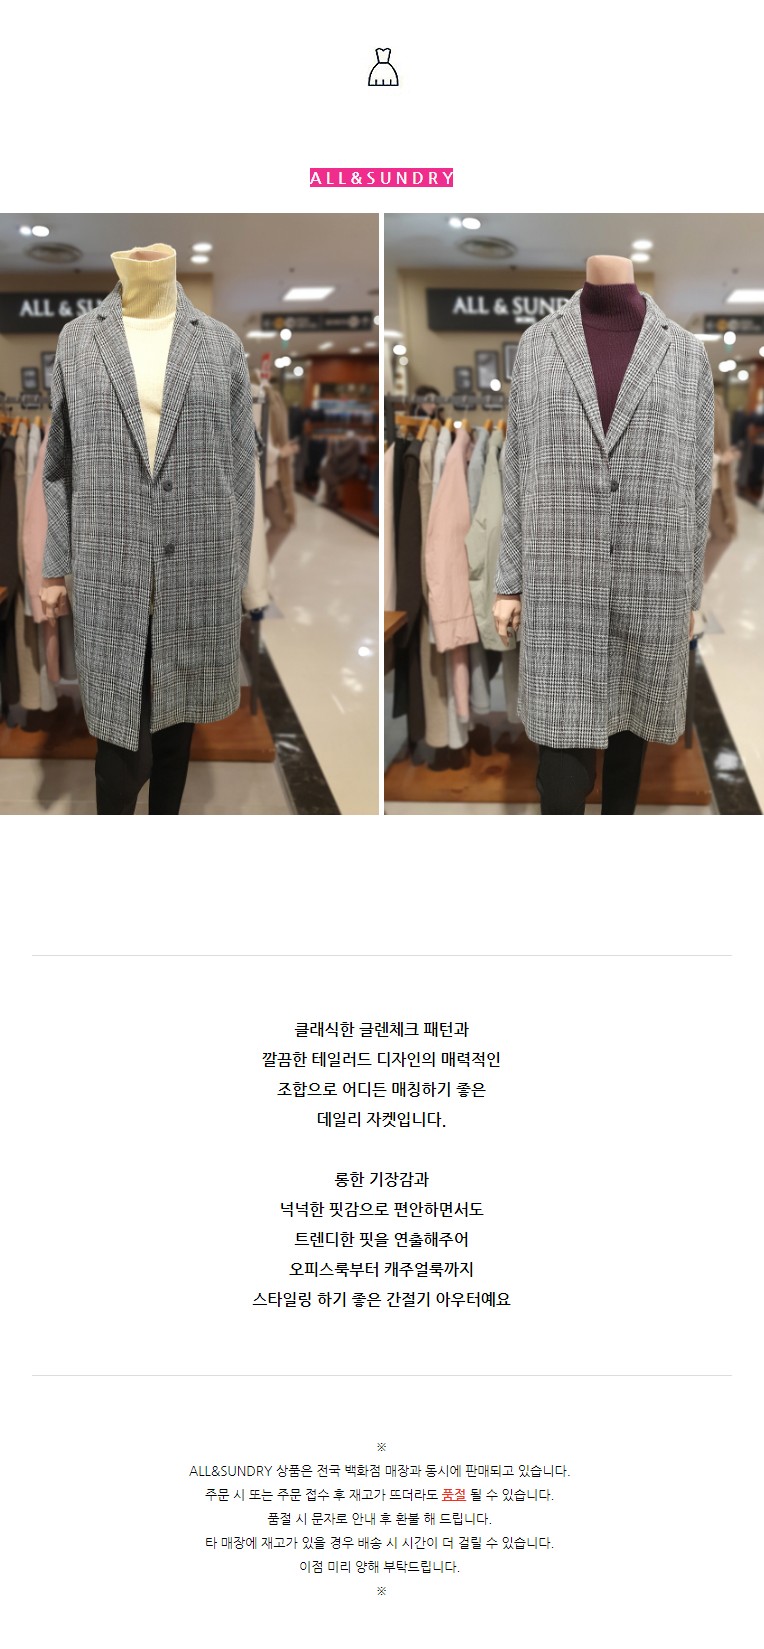 ALL&SUNDRY
ALL & SUN
ALL & SUND
클래식한 글렌체크 패턴과
깔끔한 테일러드 디자인의 매력적인
조합으로 어디든 매칭하기 좋은
데일리 자켓입니다.
롱한 기장감과
넉넉한 핏감으로 편안하면서도
트렌디한 핏을 연출해주어
오피스룩부터 캐주얼룩까지
스타일링 하기 좋은 간절기 아우터예요
※
ALL&SUNDRY 상품은 전국 백화점 매장과 동시에 판매되고 있습니다.
주문 시 또는 주문 접수 후 재고가 뜨더라도 품절 될 수 있습니다.
품절 시 문자로 안내 후 환불 해 드립니다.
타 매장에 재고가 있을 경우 배송 시 시간이 더 걸릴 수 있습니다.
이점 미리 양해 부탁드립니다.
※